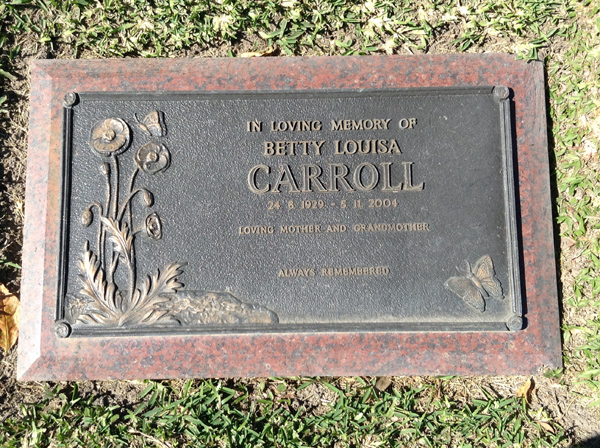 IN LOVING MEMORY OF
BETTY LOUISA
CARROLL
24. 8. 1929 - 5. 11. 2004
LOVING MOTHER AND GRANDMOTHER
ALWAYS REMEMBERED